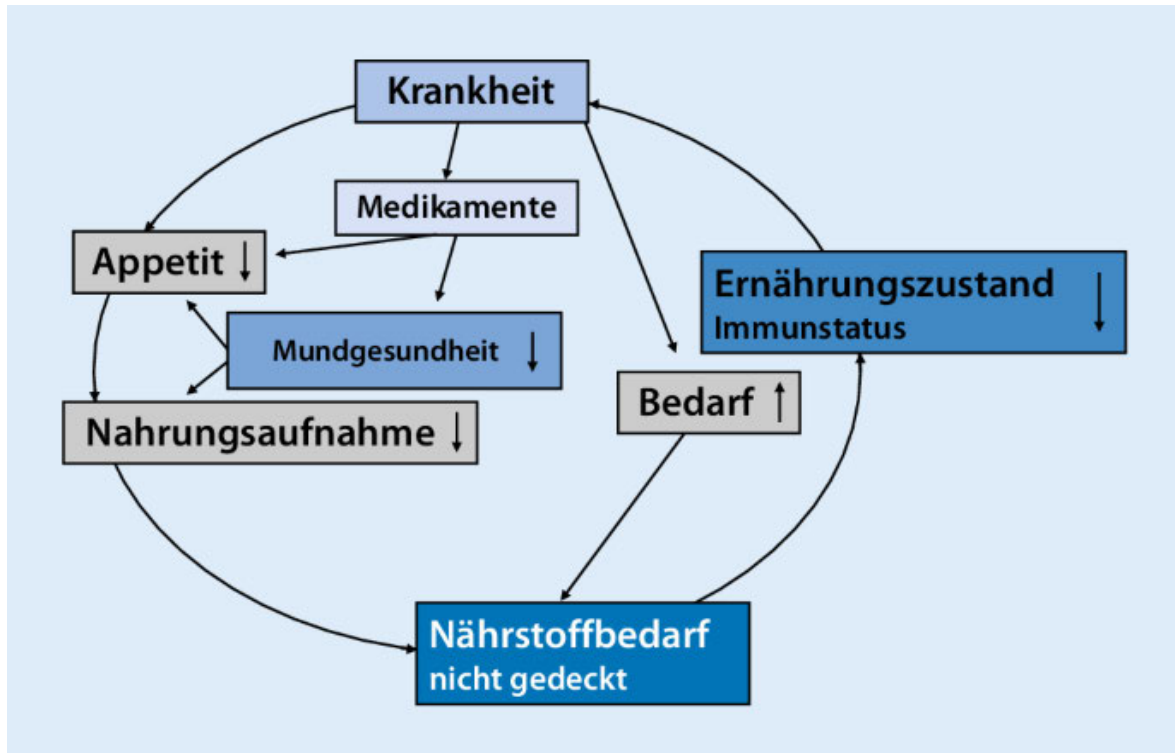 Krankheit
Medikamente
Appetit ↓
Ernährungszustand ↓
Immunstatus
Mundgesundheit ↓
Bedarf ↑
Nahrungsaufnahme ↓
Nährstoffbedarf
nicht gedeckt